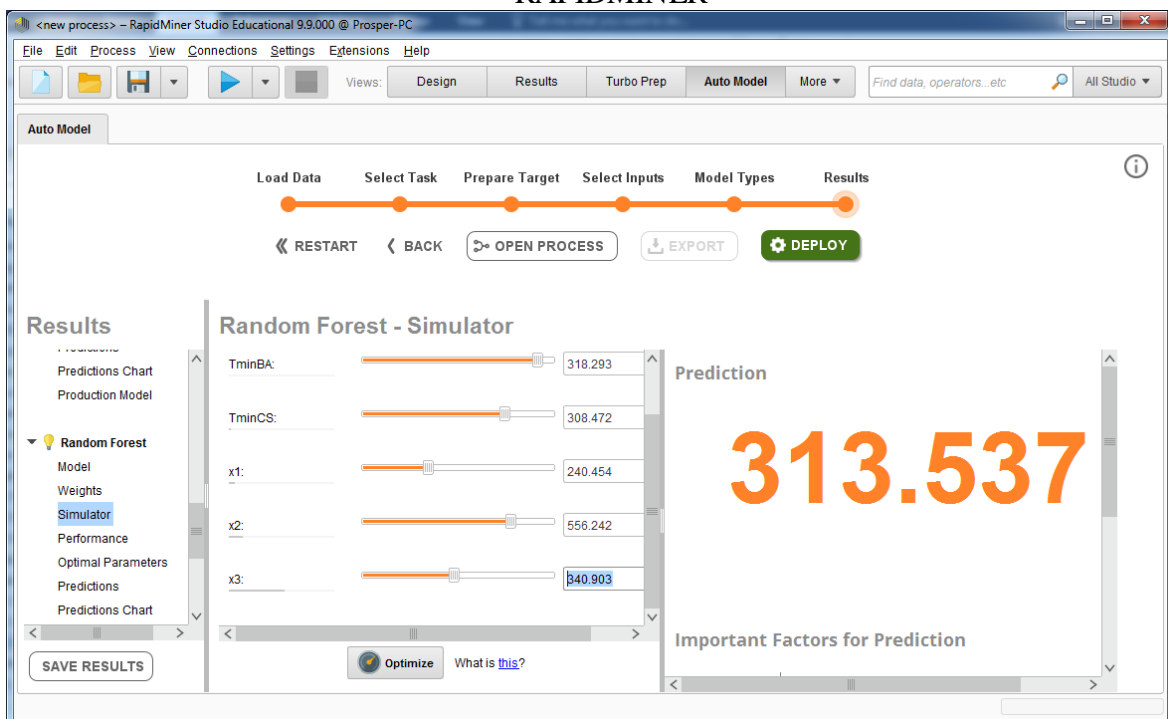 RAPIDMINER
<new process> – RapidMiner Studio Educational 9.9.000 @ Prosper-PC
File Edit Process View Connections Settings Extensions Help
Views: Design Results Turbo Prep Auto Model More Find data, operators...etc All Studio
Auto Model
Load Data Select Task Prepare Target Select Inputs Model Types Results
RESTART BACK OPEN PROCESS EXPORT DEPLOY
Results
Predictions Chart
Production Model
Random Forest
Model
Weights
Simulator
Performance
Optimal Parameters
Predictions
Predictions Chart
SAVE RESULTS
Random Forest - Simulator
TminBA: 318.293
TminCS: 308.472
x1: 240.454
x2: 556.242
x3: 340.903
Optimize What is this?
Prediction
313.537
Important Factors for Prediction